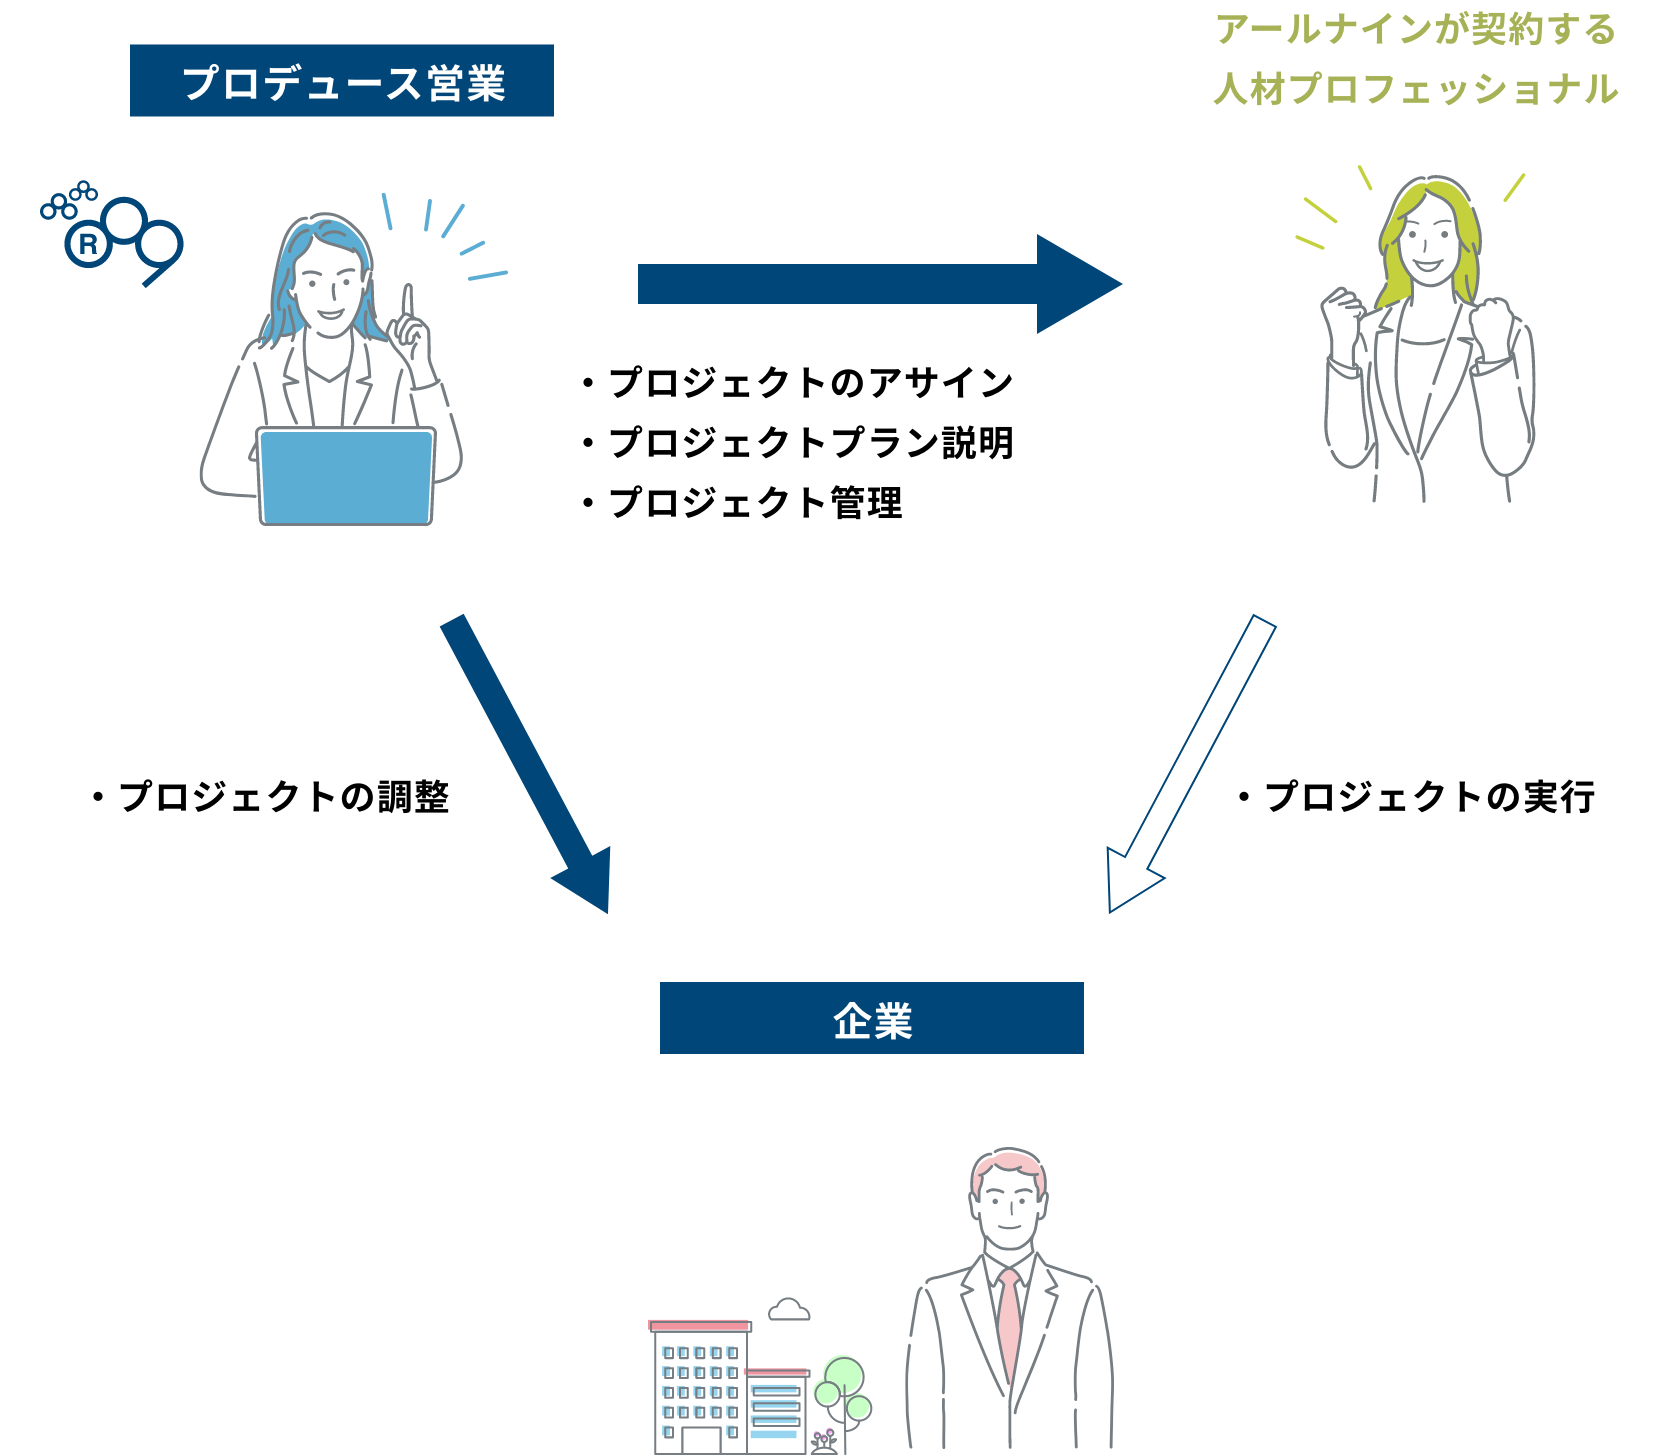 アールナインが契約する
人材プロフェッショナル
プロデュース営業
R
・プロジェクトのアサイン
・プロジェクトプラン説明
・プロジェクト管理
・プロジェクトの調整
・プロジェクトの実行
企業